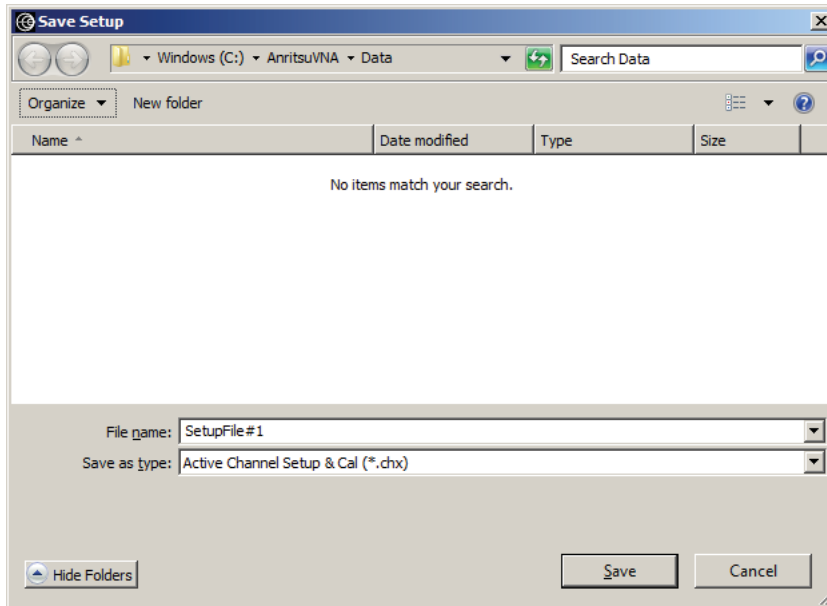 Save Setup
Windows (C:) AnritsuVNA Data Search Data
Organize New folder
Name Date modified Type Size
No items match your search.
File name: SetupFile#1
Save as type: Active Channel Setup & Cal (*.chx)
Hide Folders Save Cancel